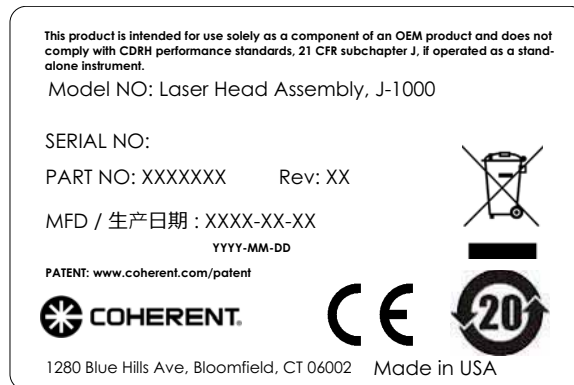 This product is intended for use solely as a component of an OEM product and does not
comply with CDRH performance standards, 21 CFR subchapter J, if operated as a stand-
alone instrument.
Model NO: Laser Head Assembly, J-1000
SERIAL NO:
PART NO: XXXXXXX Rev: XX
MFD / 生产日期 : XXXX-XX-XX
YYYY-MM-DD
PATENT: www.coherent.com/patent
COHERENT.
CE
20
1280 Blue Hills Ave, Bloomfield, CT 06002 Made in USA